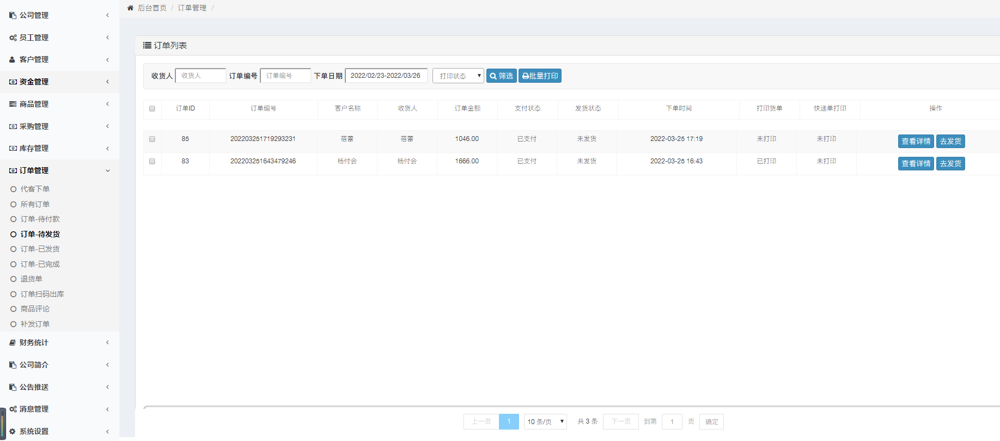 公司管理
员工管理
客户管理
资金管理
商品管理
采购管理
库存管理
订单管理
代客下单
所有订单
订单-待付款
订单-待发货
订单-已发货
订单-已完成
退货单
订单扫码出库
商品评论
补发订单
财务统计
公司简介
公告推送
消息管理
系统设置
后台首页 / 订单管理 /
订单列表
收货人 收货人 订单编号 订单编号 下单日期 2022/02/23-2022/03/26 打印状态 筛选 批量打印
订单ID 订单编号 客户名称 收货人 订单金额 支付状态 发货状态 下单时间 打印货单 快递单打印 操作
85 202203251719293231 蓓蕾 蓓蕾 1046.00 已支付 未发货 2022-03-25 17:19 未打印 未打印 查看详情 去发货
83 202203251643479246 杨付会 杨付会 1666.00 已支付 未发货 2022-03-25 16:43 已打印 未打印 查看详情 去发货
上一页 1 10 条/页 共 3 条 下一页 到第 1 页 确定